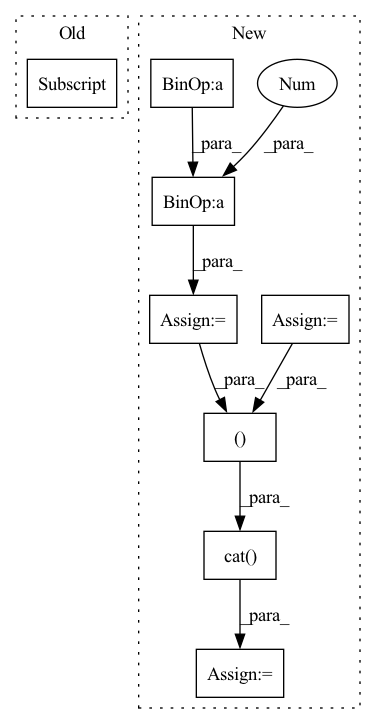 Old
New
Subscript
BinOp:a
Num
_para_
_para_
BinOp:a
_para_
Assign:=
Assign:=
_para_
_para_
()
_para_
cat()
_para_
Assign:=